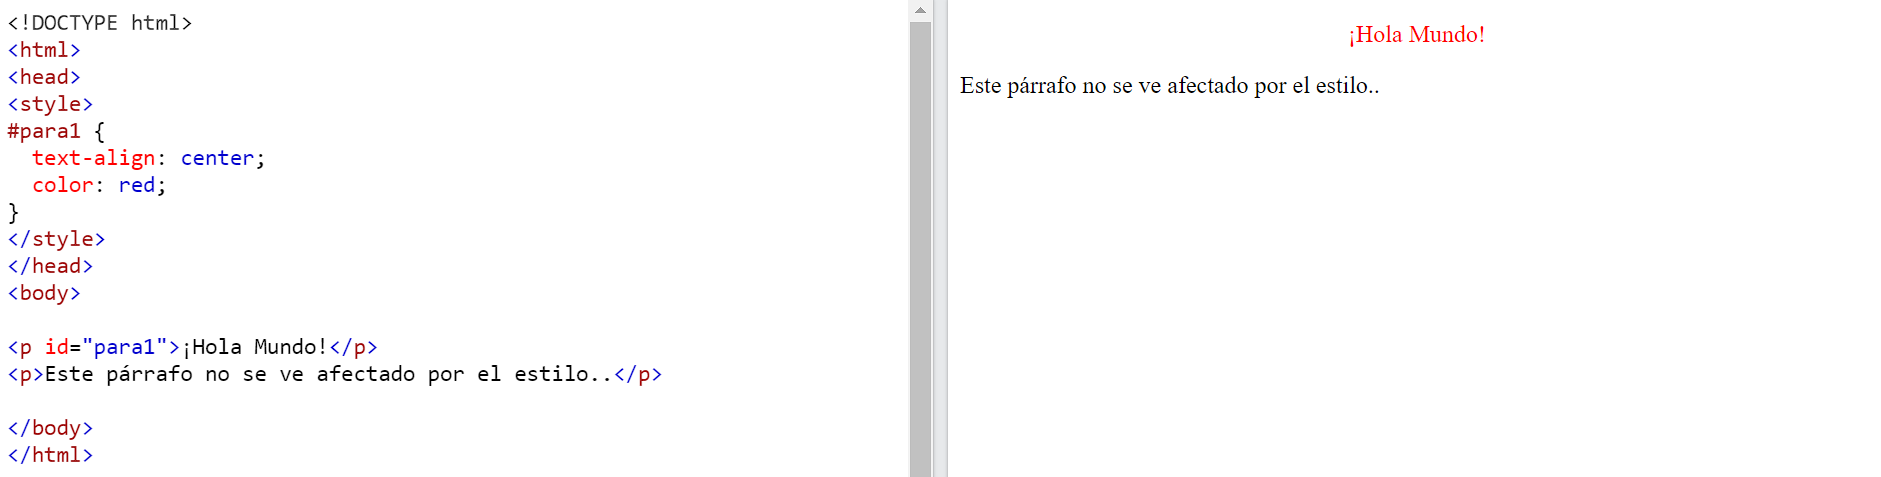 <!DOCTYPE html>
<html>
<head>
<style>
#para1 {
  text-align: center;
  color: red;
}
</style>
</head>
<body>

<p id="para1">¡Hola Mundo!</p>
<p>Este párrafo no se ve afectado por el estilo..</p>

</body>
</html>
¡Hola Mundo!
Este párrafo no se ve afectado por el estilo..